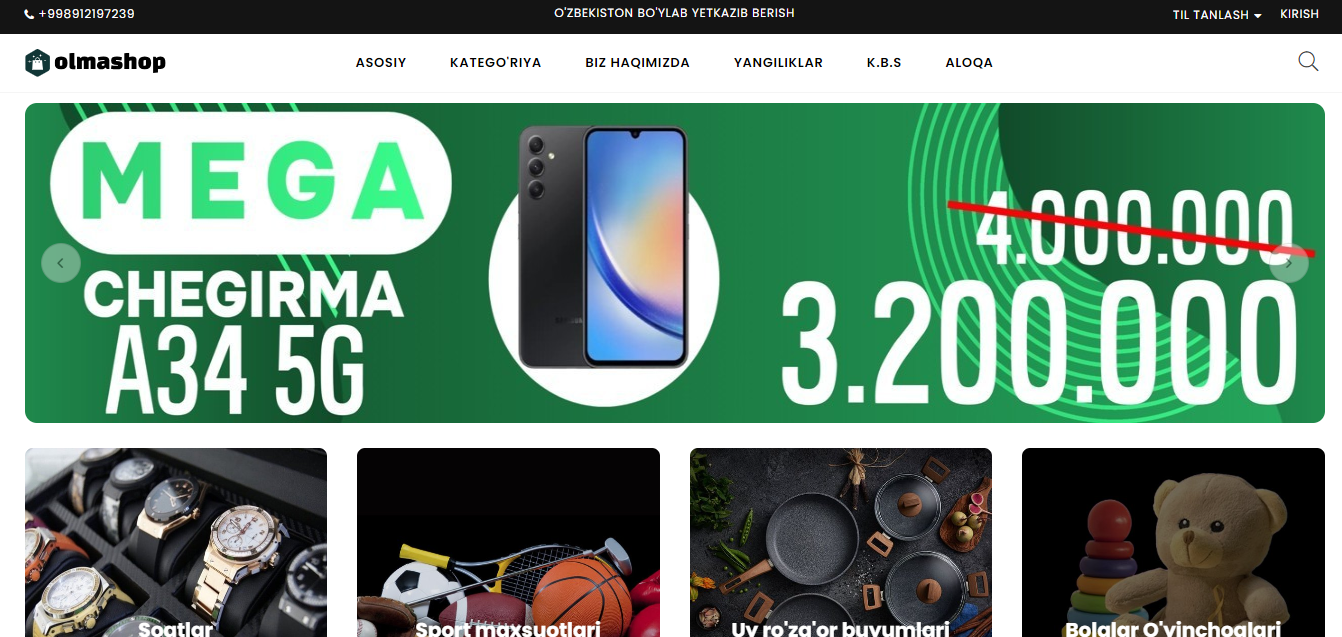 +998912197239
O'ZBEKISTON BO'YLAB YETKAZIB BERISH
TIL TANLASH
KIRISH
olmashop
ASOSIY
KATEGO'RIYA
BIZ HAQIMIZDA
YANGILIKLAR
K.B.S
ALOQA
MEGA
CHEGIRMA
A34 5G
4.000.000
3.200.000
Soatlar
Sport maxsuotlari
Uy ro'zg'or buyumlari
Bolalar O'yinchoqlari